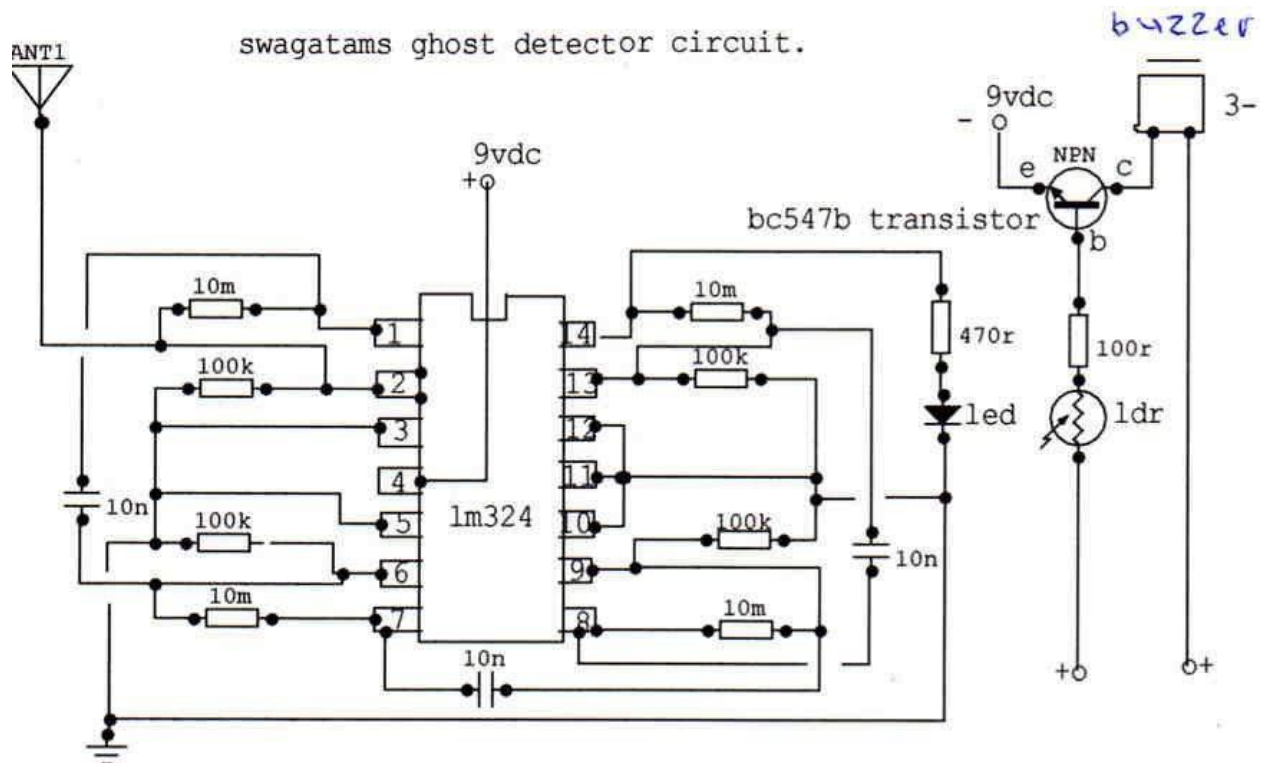 buzzer
swagatams ghost detector circuit.
ANT1
9vdc
-
3-
NPN
e
c
9vdc
+
bc547b transistor
b
10m
10m
1
14
470r
100r
100k
100k
2
13
led
ldr
3
12
4
11
10n
lm324
100k
5
10
100k
6
9
10n
10m
7
8
10m
10n
+
+